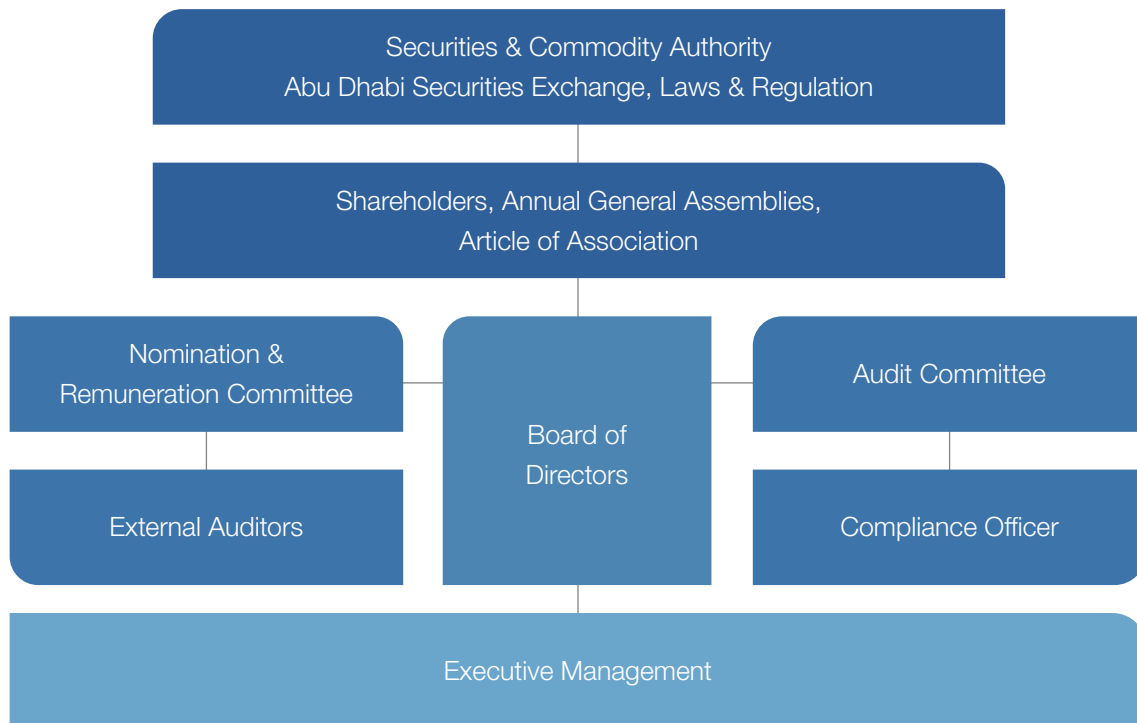 Securities & Commodity Authority
Abu Dhabi Securities Exchange, Laws & Regulation
Shareholders, Annual General Assemblies,
Article of Association
Nomination &
Remuneration Committee
External Auditors
Board of
Directors
Audit Committee
Compliance Officer
Executive Management